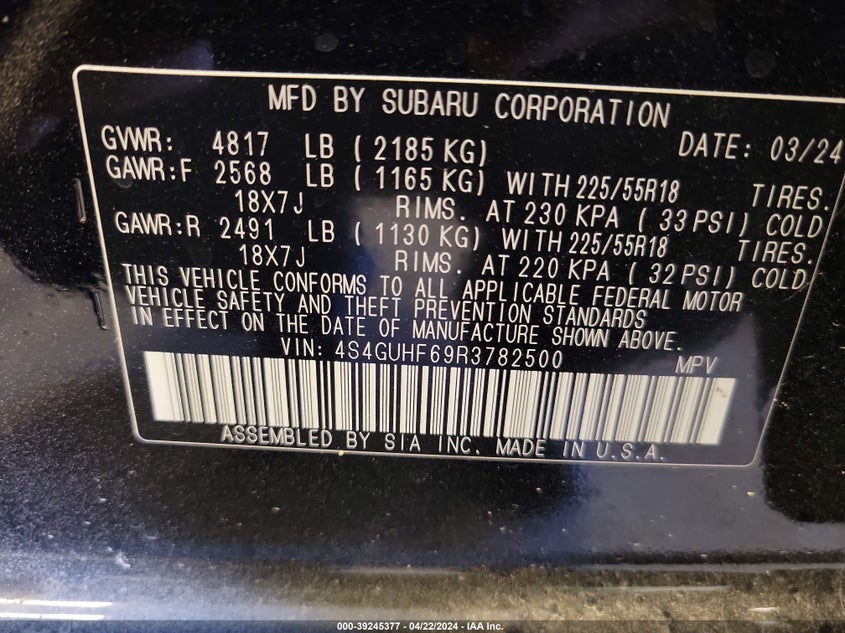 MFD BY SUBARU CORPORATION
GVWR: 4817 LB ( 2185 KG) DATE: 03/24
GAWR:F 2568 LB ( 1165 KG) WITH 225/55R18 TIRES.
18X7J RIMS. AT 230 KPA ( 33 PSI) COLD
GAWR:R 2491 LB ( 1130 KG) WITH 225/55R18 TIRES.
18X7J RIMS. AT 220 KPA ( 32 PSI) COLD
THIS VEHICLE CONFORMS TO ALL APPLICABLE FEDERAL MOTOR
VEHICLE SAFETY AND THEFT PREVENTION STANDARDS
IN EFFECT ON THE DATE OF MANUFACTURE SHOWN ABOVE.
VIN: 4S4GUHF69R3782500 MPV
ASSEMBLED BY SIA INC. MADE IN U.S.A.
000-39245377 - 04/22/2024 - IAA Inc.